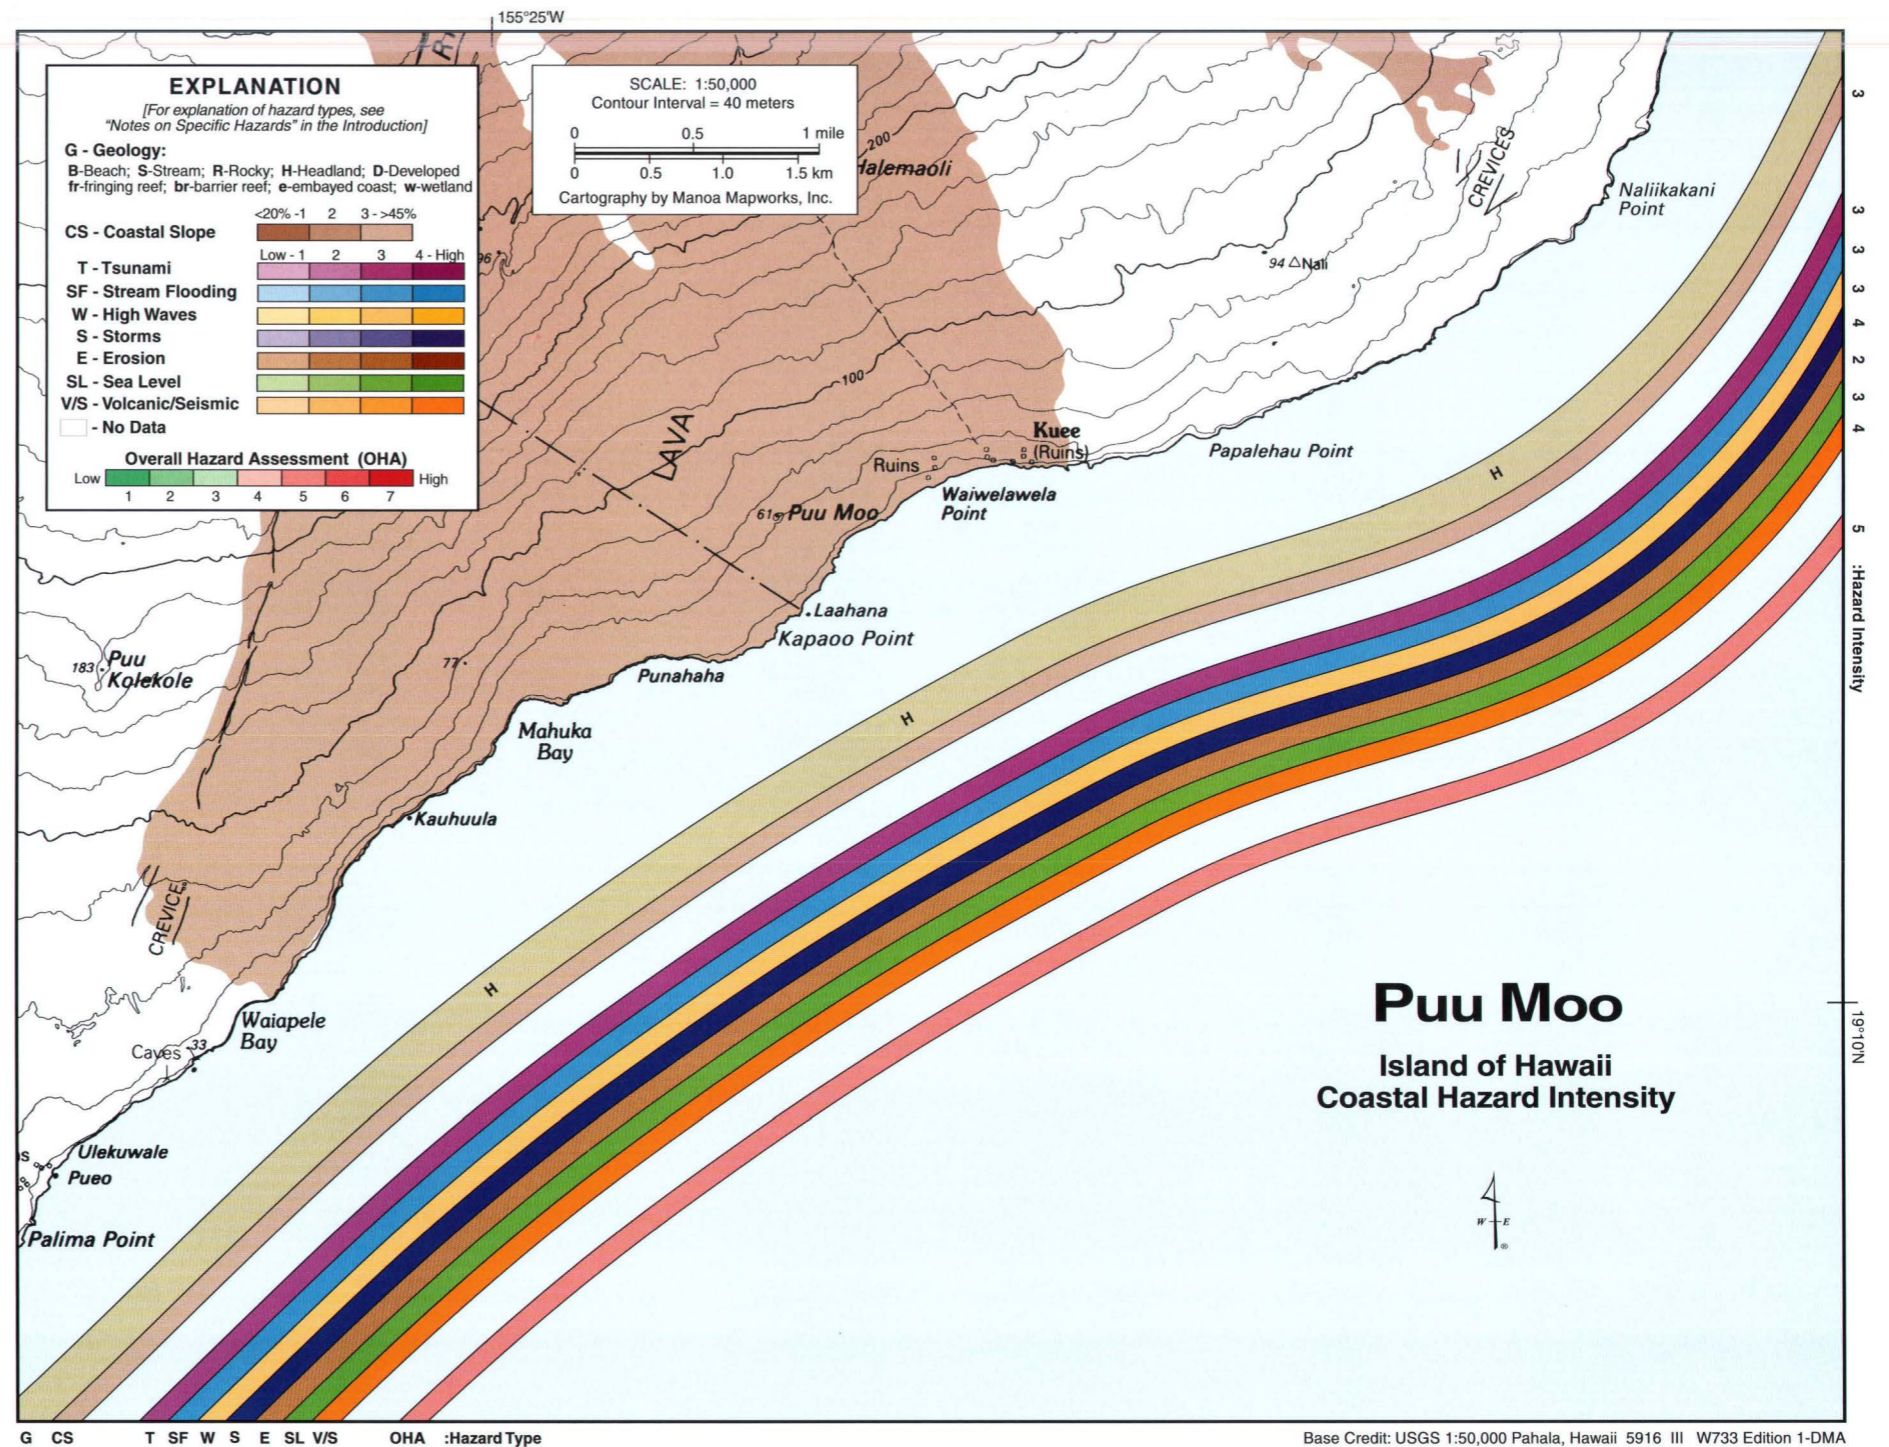 155°25'W
EXPLANATION
[For explanation of hazard types, see
"Notes on Specific Hazards" in the Introduction]
G - Geology:
B-Beach; S-Stream; R-Rocky; H-Headland; D-Developed
fr-fringing reef; br-barrier reef; e-embayed coast; w-wetland
<20% -1 2 3 - >45%
CS - Coastal Slope
Low - 1 2 3 4 - High
T - Tsunami
SF - Stream Flooding
W - High Waves
S - Storms
E - Erosion
SL - Sea Level
V/S - Volcanic/Seismic
- No Data
Overall Hazard Assessment (OHA)
Low High
1 2 3 4 5 6 7
SCALE: 1:50,000
Contour Interval = 40 meters
0 0.5 1 mile
0 0.5 1.0 1.5 km
Cartography by Manoa Mapworks, Inc.
200
Halemaoli
CREVICES
Naliikakani
Point
94 Nali
96
100
LAVA
Kuee
(Ruins)
Ruins
Papalehau Point
Waiwelawela
Point
61 Puu Moo
Laahana
Kapaoo Point
Punahaha
77
183 Puu
Kolekole
Mahuka
Bay
Kauhuula
CREVICE
Waiapele
Bay
Caves 33
Ulekuwale
Pueo
Palima Point
H
H
H
3
3
3
3
4
2
3
4
5
:Hazard Intensity
19°10'N
Puu Moo
Island of Hawaii
Coastal Hazard Intensity
W E
G CS T SF W S E SL V/S OHA :Hazard Type
Base Credit: USGS 1:50,000 Pahala, Hawaii 5916 III W733 Edition 1-DMA